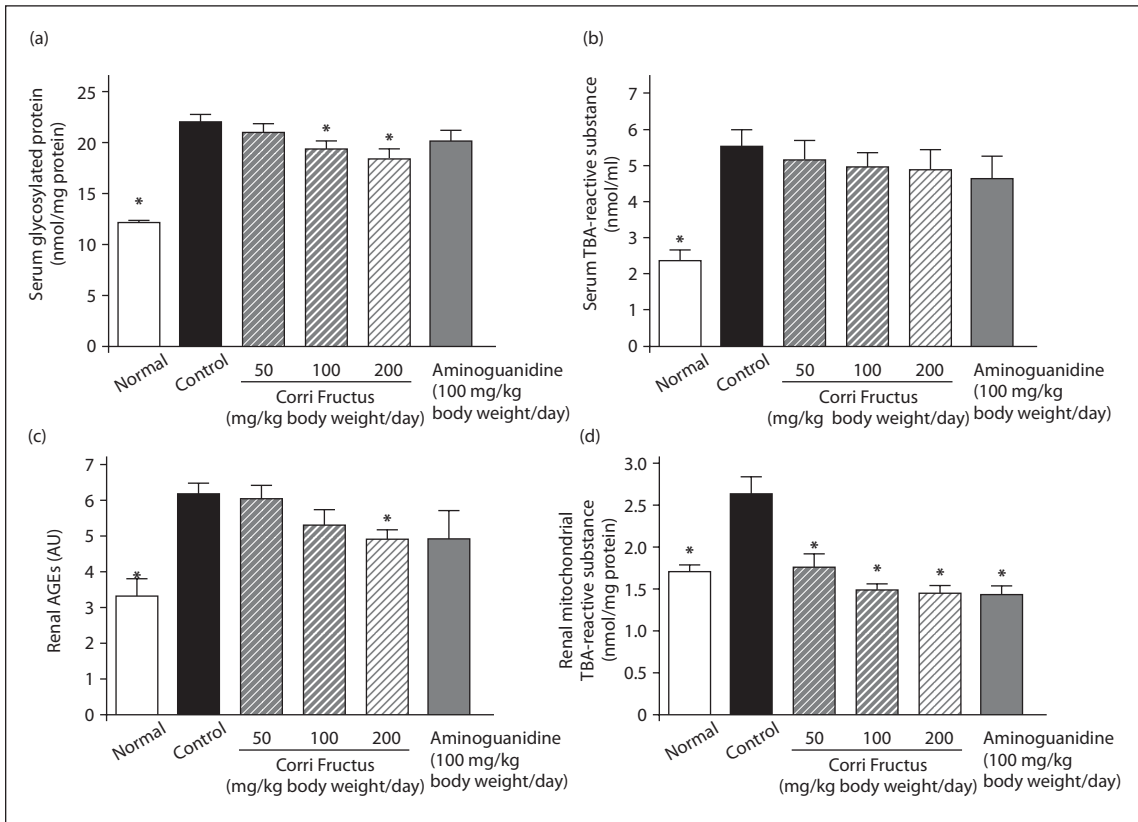 (a)
Serum glycosylated protein
(nmol/mg protein)
25
20
15
10
5
0
*
*
*
Normal
Control
50
100
200
Corri Fructus
(mg/kg body weight/day)
Aminoguanidine
(100 mg/kg
body weight/day)
(b)
Serum TBA-reactive substance
(nmol/ml)
7
6
5
4
3
2
1
0
*
Normal
Control
50
100
200
Corri Fructus
(mg/kg body weight/day)
Aminoguanidine
(100 mg/kg
body weight/day)
(c)
Renal AGEs (AU)
7
6
5
4
3
2
1
0
*
*
Normal
Control
50
100
200
Corri Fructus
(mg/kg body weight/day)
Aminoguanidine
(100 mg/kg
body weight/day)
(d)
Renal mitochondrial
TBA-reactive substance
(nmol/mg protein)
3.0
2.5
2.0
1.5
1.0
0.5
0
*
*
*
*
*
Normal
Control
50
100
200
Corri Fructus
(mg/kg body weight/day)
Aminoguanidine
(100 mg/kg
body weight/day)